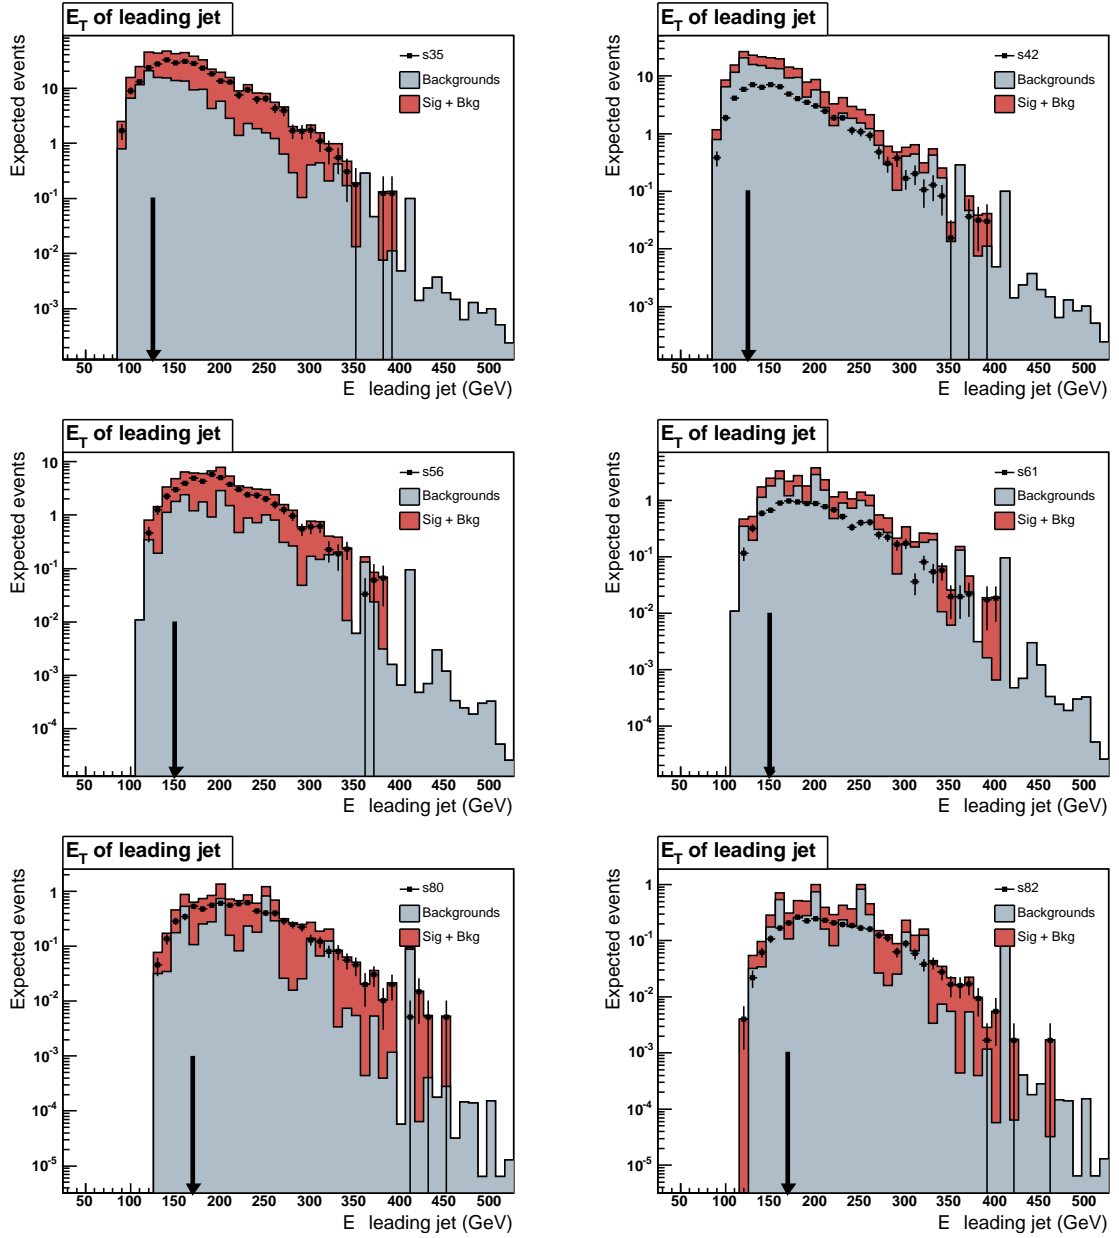 E_T of leading jet
Expected events
s35
Backgrounds
Sig + Bkg
10
1
10^-1
10^-2
10^-3
50 100 150 200 250 300 350 400 450 500
E leading jet (GeV)
E_T of leading jet
Expected events
s42
Backgrounds
Sig + Bkg
10
1
10^-1
10^-2
10^-3
50 100 150 200 250 300 350 400 450 500
E leading jet (GeV)
E_T of leading jet
Expected events
s56
Backgrounds
Sig + Bkg
10
1
10^-1
10^-2
10^-3
10^-4
50 100 150 200 250 300 350 400 450 500
E leading jet (GeV)
E_T of leading jet
Expected events
s61
Backgrounds
Sig + Bkg
1
10^-1
10^-2
10^-3
10^-4
50 100 150 200 250 300 350 400 450 500
E leading jet (GeV)
E_T of leading jet
Expected events
s80
Backgrounds
Sig + Bkg
1
10^-1
10^-2
10^-3
10^-4
10^-5
50 100 150 200 250 300 350 400 450 500
E leading jet (GeV)
E_T of leading jet
Expected events
s82
Backgrounds
Sig + Bkg
1
10^-1
10^-2
10^-3
10^-4
10^-5
50 100 150 200 250 300 350 400 450 500
E leading jet (GeV)